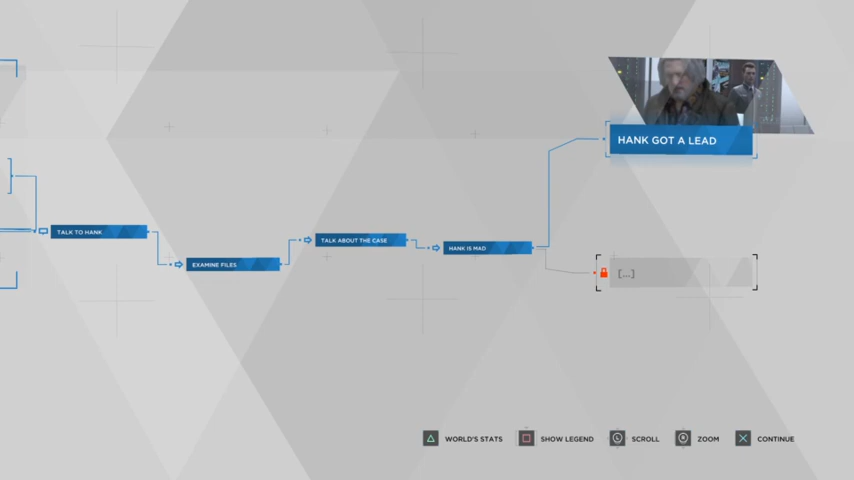 HANK GOT A LEAD
TALK TO HANK
TALK ABOUT THE CASE
HANK IS MAD
EXAMINE FILES
[...]
WORLD'S STATS
SHOW LEGEND
L
SCROLL
R
ZOOM
CONTINUE